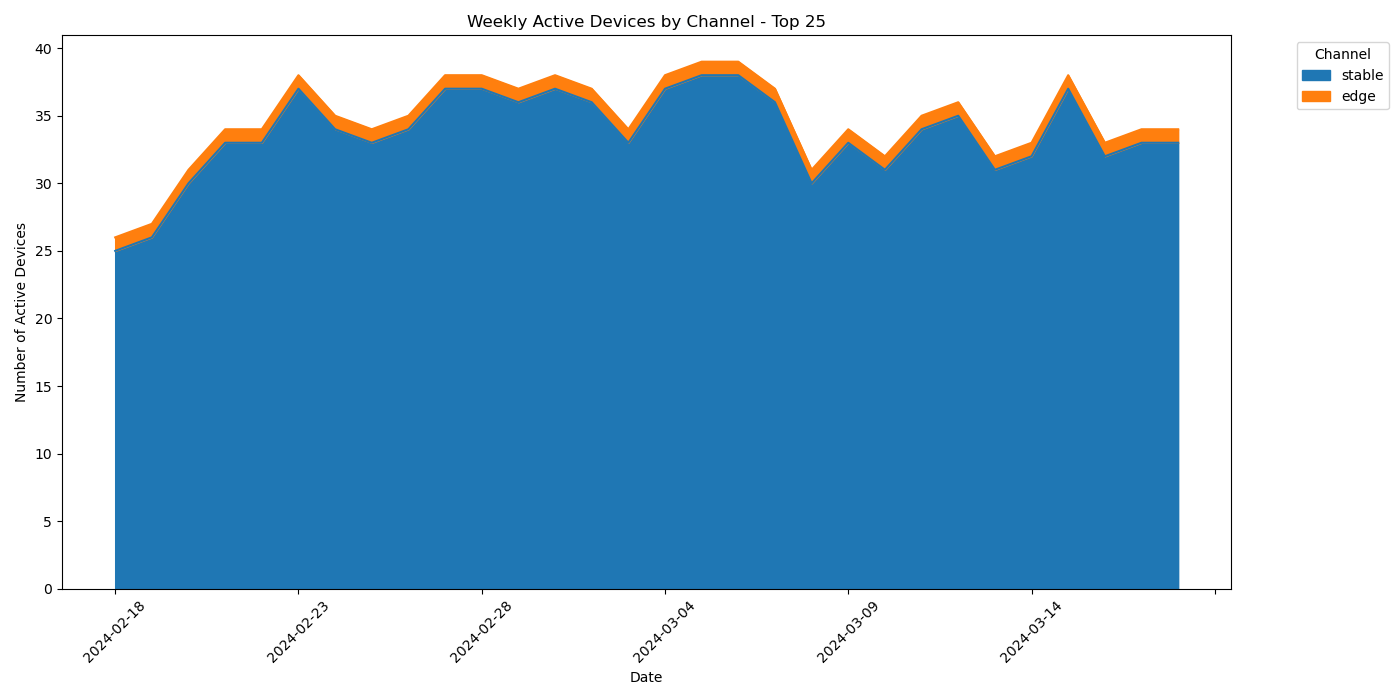 Weekly Active Devices by Channel - Top 25
Channel
stable
edge
Number of Active Devices
40
35
30
25
20
15
10
5
0
2024-02-18
2024-02-23
2024-02-28
2024-03-04
2024-03-09
2024-03-14
Date